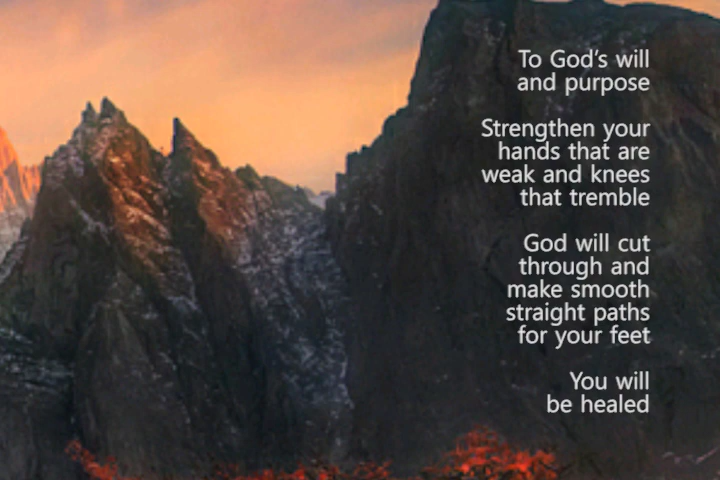 To God's will
and purpose
Strengthen your
hands that are
weak and knees
that tremble
God will cut
through and
make smooth
straight paths
for your feet
You will
be healed